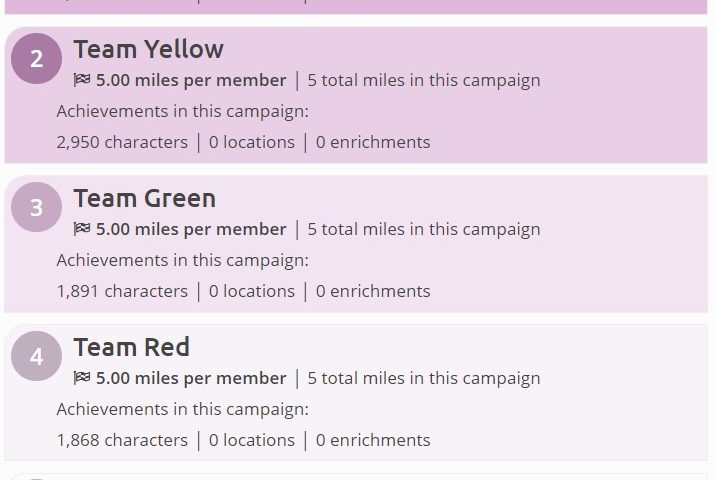 2
Team Yellow
5.00 miles per member | 5 total miles in this campaign
Achievements in this campaign:
2,950 characters | 0 locations | 0 enrichments
3
Team Green
5.00 miles per member | 5 total miles in this campaign
Achievements in this campaign:
1,891 characters | 0 locations | 0 enrichments
4
Team Red
5.00 miles per member | 5 total miles in this campaign
Achievements in this campaign:
1,868 characters | 0 locations | 0 enrichments